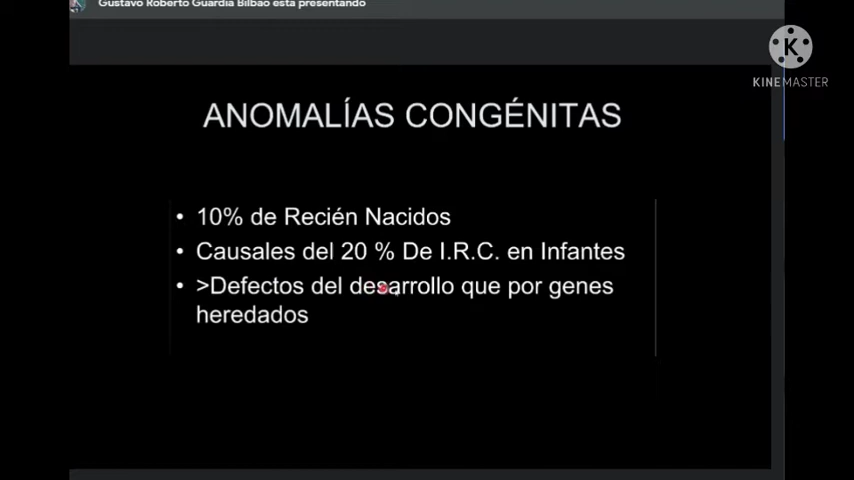 Gustavo Roberto Guardia Bilbao está presentando
K
KINEMASTER
ANOMALÍAS CONGÉNITAS
• 10% de Recién Nacidos
• Causales del 20 % De I.R.C. en Infantes
• >Defectos del desarrollo que por genes
heredados